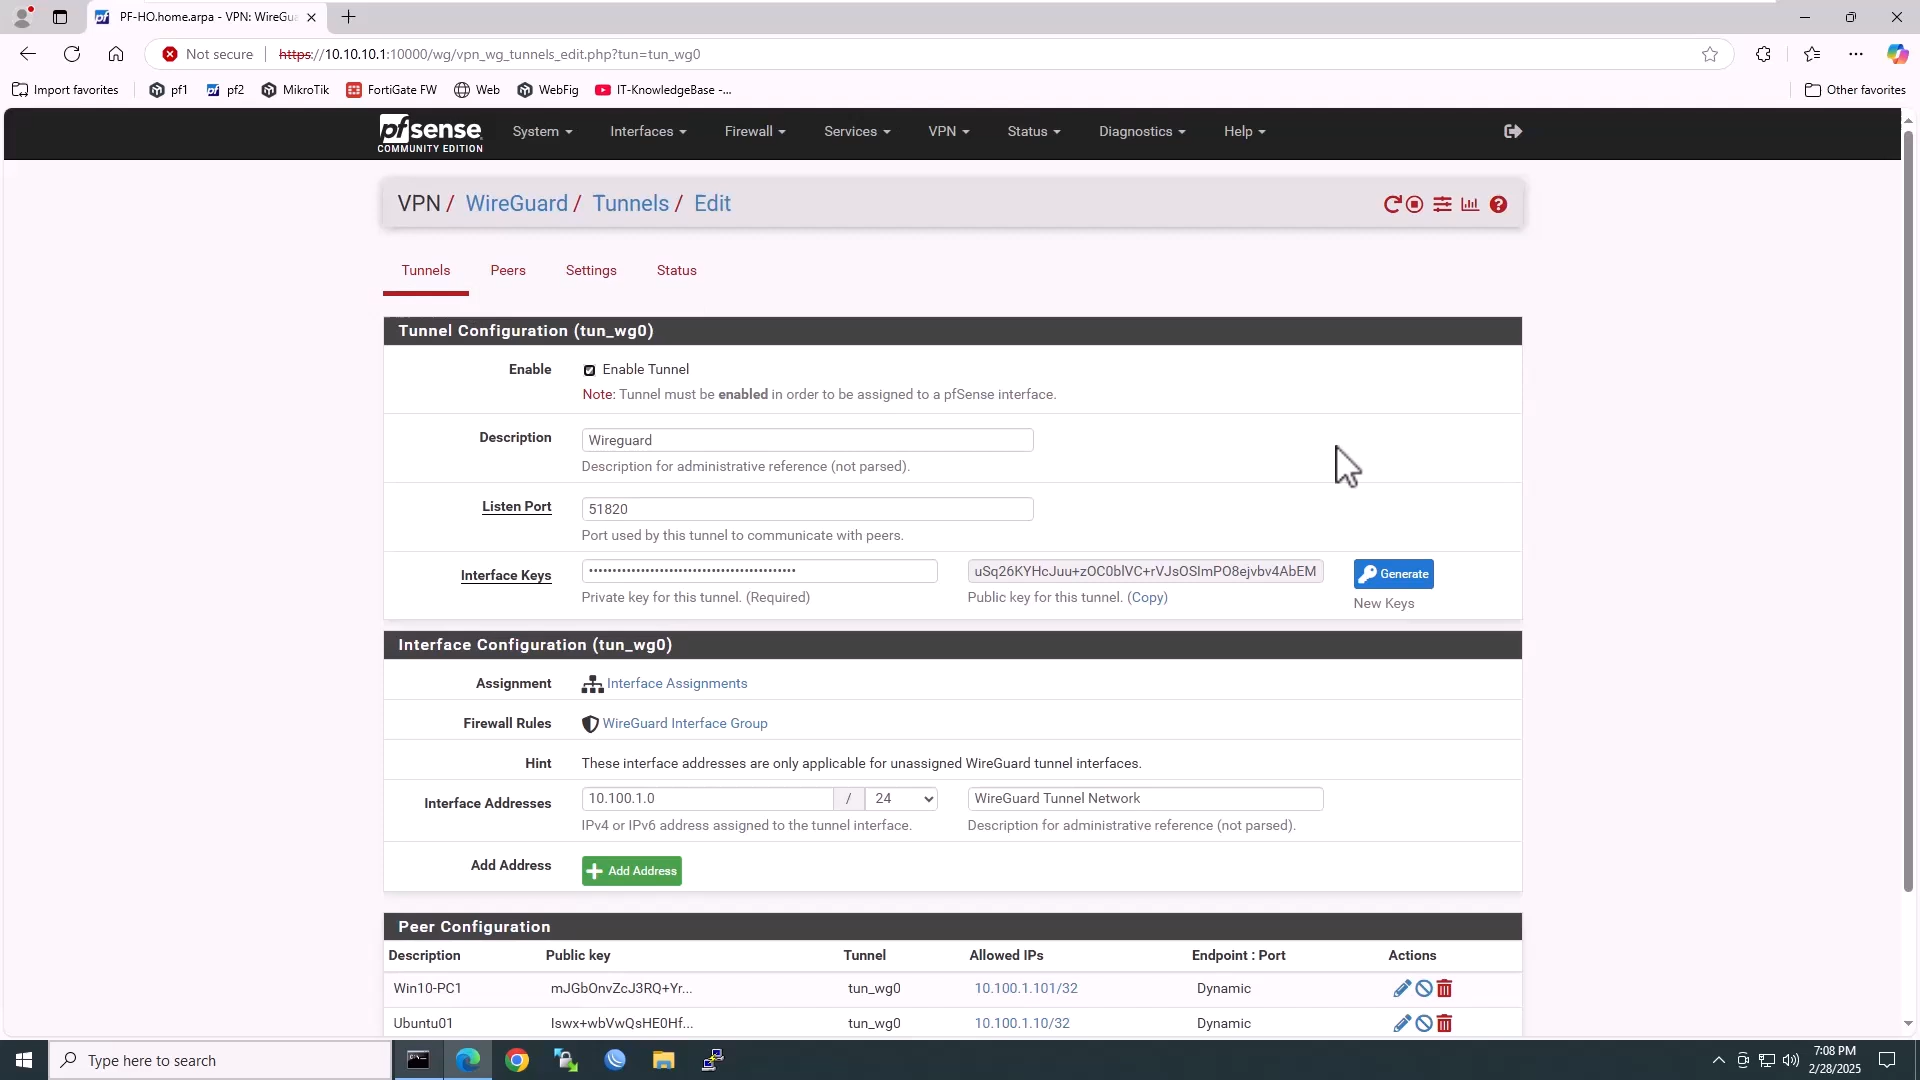 PF-HO.home.arpa - VPN: WireGua
Not secure
https://10.10.10.1:10000/wg/vpn_wg_tunnels_edit.php?tun=tun_wg0
Import favorites
pf1
pf2
MikroTik
FortiGate FW
Web
WebFig
IT-KnowledgeBase -...
Other favorites
pfsense
COMMUNITY EDITION
System
Interfaces
Firewall
Services
VPN
Status
Diagnostics
Help
VPN / WireGuard / Tunnels / Edit
Tunnels
Peers
Settings
Status
Tunnel Configuration (tun_wg0)
Enable
Enable Tunnel
Note: Tunnel must be enabled in order to be assigned to a pfSense interface.
Description
Wireguard
Description for administrative reference (not parsed).
Listen Port
51820
Port used by this tunnel to communicate with peers.
Interface Keys
uSq26KYHcJuu+zOC0blVC+rVJsOSImPO8ejvbv4AbEM
Generate
Private key for this tunnel. (Required)
Public key for this tunnel. (Copy)
New Keys
Interface Configuration (tun_wg0)
Assignment
Interface Assignments
Firewall Rules
WireGuard Interface Group
Hint
These interface addresses are only applicable for unassigned WireGuard tunnel interfaces.
Interface Addresses
10.100.1.0 / 24
WireGuard Tunnel Network
IPv4 or IPv6 address assigned to the tunnel interface.
Description for administrative reference (not parsed).
Add Address
Add Address
Peer Configuration
Description Public key Tunnel Allowed IPs Endpoint : Port Actions
Win10-PC1 mJGbOnvZcJ3RQ+Yr... tun_wg0 10.100.1.101/32 Dynamic
Ubuntu01 Iswx+wbVwQsHE0Hf... tun_wg0 10.100.1.10/32 Dynamic
Type here to search
7:08 PM
2/28/2025